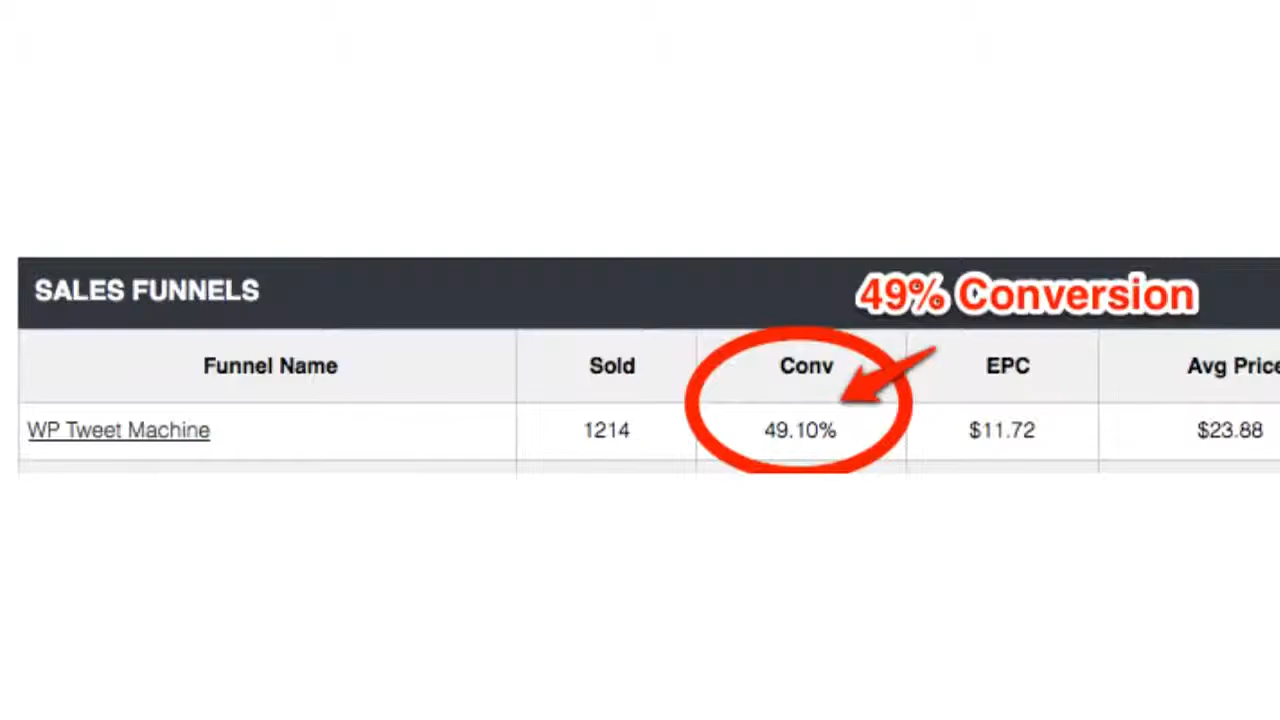 SALES FUNNELS 49% Conversion
Funnel Name Sold Conv EPC Avg Price
WP Tweet Machine 1214 49.10% $11.72 $23.88